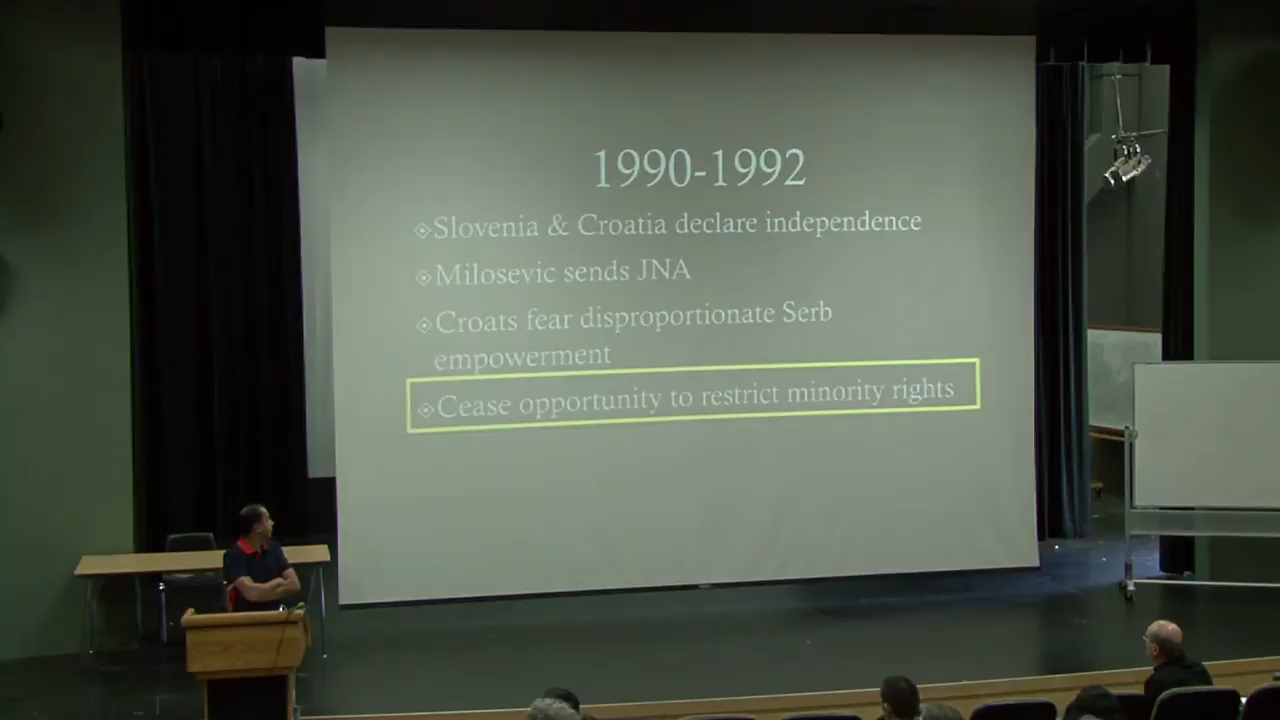 1990-1992
Slovenia & Croatia declare independence
Milosevic sends JNA
Croats fear disproportionate Serb
empowerment
Cease opportunity to restrict minority rights